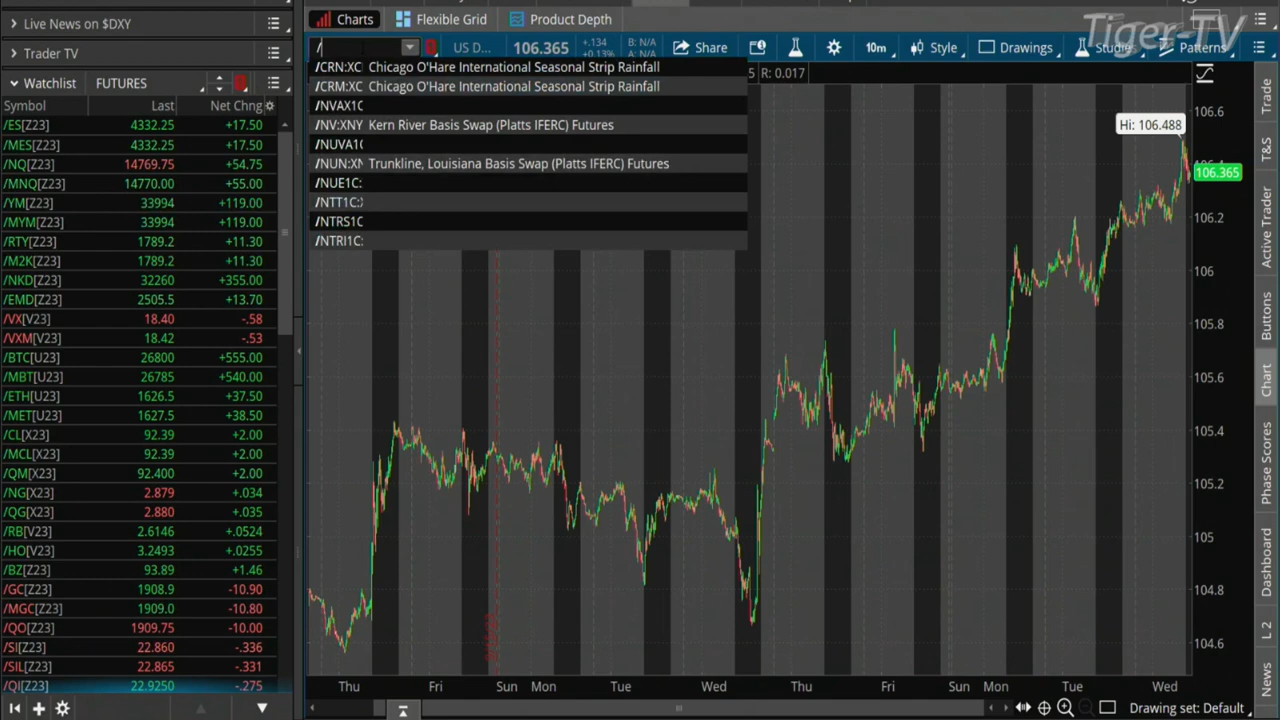 Live News on $DXY
Trader TV
Watchlist FUTURES
Symbol Last Net Chng
/ES[Z23] 4332.25 +17.50
/MES[Z23] 4332.25 +17.50
/NQ[Z23] 14769.75 +54.75
/MNQ[Z23] 14770.00 +55.00
/YM[Z23] 33994 +119.00
/MYM[Z23] 33994 +119.00
/RTY[Z23] 1789.2 +11.30
/M2K[Z23] 1789.2 +11.30
/NKD[Z23] 32260 +355.00
/EMD[Z23] 2505.5 +13.70
/VX[V23] 18.40 -.58
/VXM[V23] 18.42 -.53
/BTC[U23] 26800 +555.00
/MBT[U23] 26785 +540.00
/ETH[U23] 1626.5 +37.50
/MET[U23] 1627.5 +38.50
/CL[X23] 92.39 +2.00
/MCL[X23] 92.39 +2.00
/QM[X23] 92.400 +2.00
/NG[X23] 2.879 +.034
/QG[X23] 2.880 +.035
/RB[V23] 2.6146 +.0524
/HO[V23] 3.2493 +.0255
/BZ[Z23] 93.89 +1.46
/GC[Z23] 1908.9 -10.90
/MGC[Z23] 1909.0 -10.80
/QO[Z23] 1909.75 -10.00
/SI[Z23] 22.860 -.336
/SIL[Z23] 22.865 -.331
/QI[Z23] 22.9250 -.275
Charts Flexible Grid Product Depth
Tiger-TV
/ US D... 106.365 +.134 +0.13% B: N/A A: N/A Share 10m Style Drawings Studies Patterns
/CRN:XC Chicago O'Hare International Seasonal Strip Rainfall
/CRM:XC Chicago O'Hare International Seasonal Strip Rainfall
/NVAX1C
/NV:XNY Kern River Basis Swap (Platts IFERC) Futures
/NUVA1C
/NUN:XN Trunkline, Louisiana Basis Swap (Platts IFERC) Futures
/NUE1C:
/NTT1C:
/NTRS1C
/NTRI1C:
5 R: 0.017
Hi: 106.488
106.6
106.4
106.365
106.2
106
105.8
105.6
105.4
105.2
105
104.8
104.6
Thu Fri Sun Mon Tue Wed Thu Fri Sun Mon Tue Wed
Drawing set: Default
Trade
T&S
Active Trader
Buttons
Chart
Phase Scores
Dashboard
L 2
News